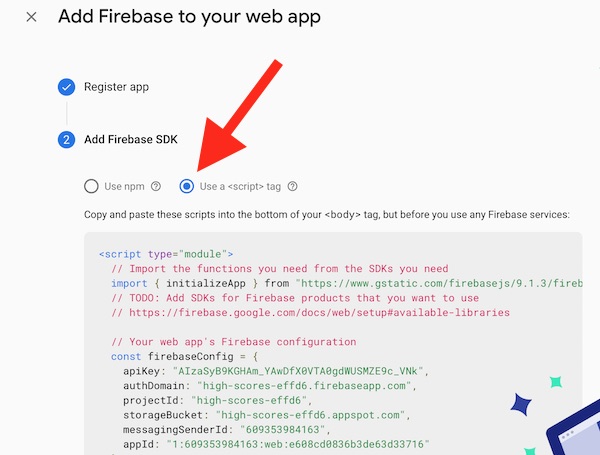 Add Firebase to your web app
Register app
2 Add Firebase SDK
Use npm ? Use a <script> tag ?
Copy and paste these scripts into the bottom of your <body> tag, but before you use any Firebase services:
<script type="module">
// Import the functions you need from the SDKs you need
import { initializeApp } from "https://www.gstatic.com/firebasejs/9.1.3/fireb
// TODO: Add SDKs for Firebase products that you want to use
// https://firebase.google.com/docs/web/setup#available-libraries
// Your web app's Firebase configuration
const firebaseConfig = {
apiKey: "AIzaSyB9KGHAm_YAwDfX0VTA0gdWUSMZE9c_VNk",
authDomain: "high-scores-effd6.firebaseapp.com",
projectId: "high-scores-effd6",
storageBucket: "high-scores-effd6.appspot.com",
messagingSenderId: "609353984163",
appId: "1:609353984163:web:e608cd0836b3de63d33716"